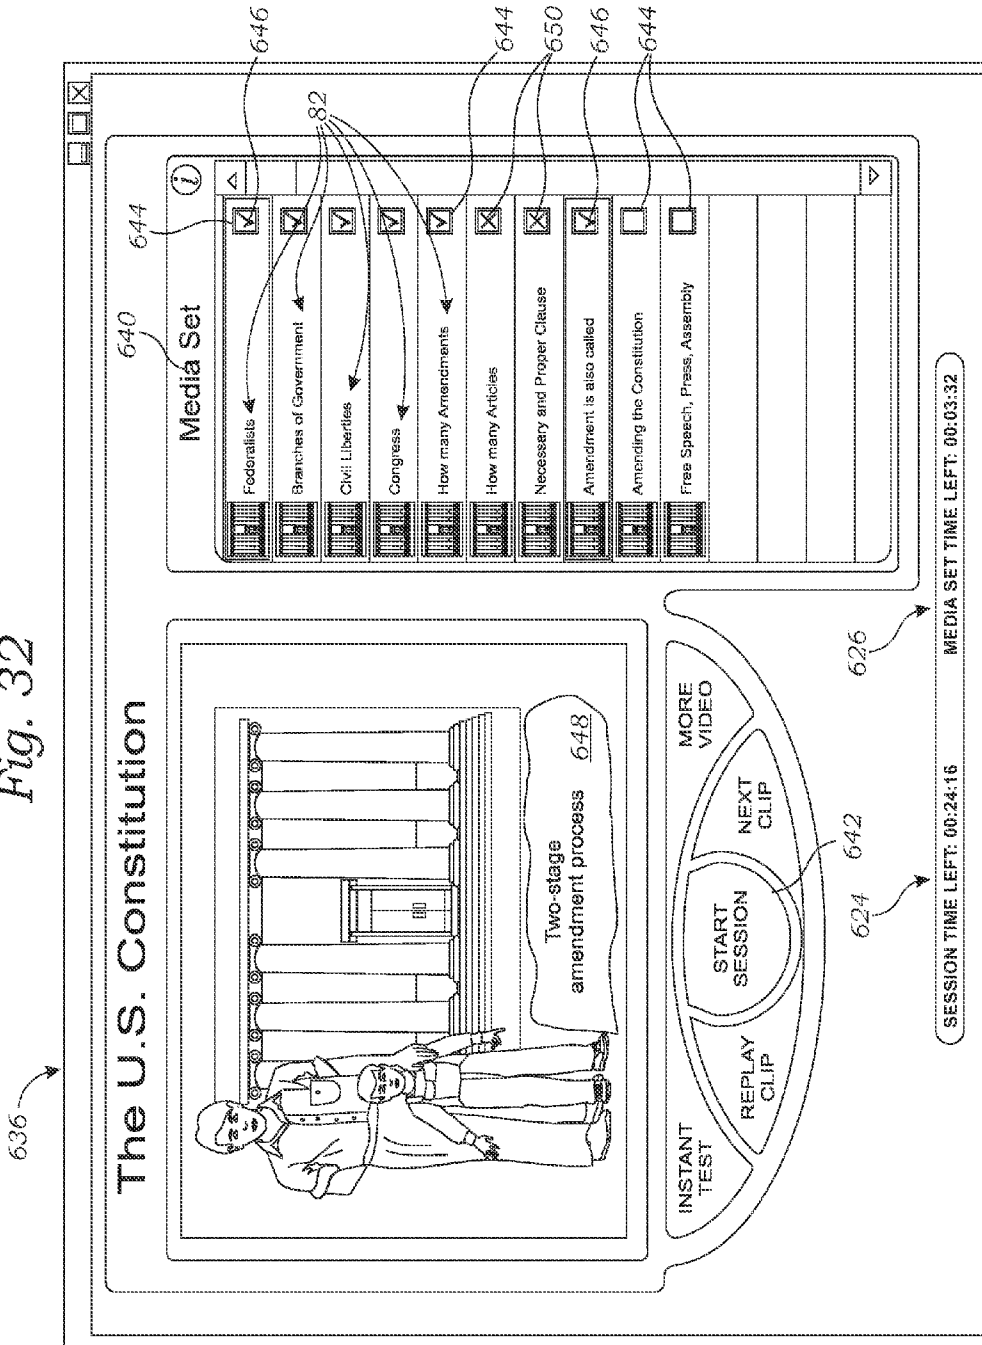 Fig. 32
636
The U.S. Constitution
640
644
646
Media Set
i
Federalists
Branches of Government
Civil Liberties
Congress
How many Amendments
How many Articles
Necessary and Proper Clause
Amendment is also called
Amending the Constitution
Free Speech, Press, Assembly
82
644
650
646
644
Two-stage
amendment process
648
INSTANT
TEST
REPLAY
CLIP
START
SESSION
NEXT
CLIP
MORE
VIDEO
642
624
626
SESSION TIME LEFT: 00:24:16
MEDIA SET TIME LEFT: 00:03:32